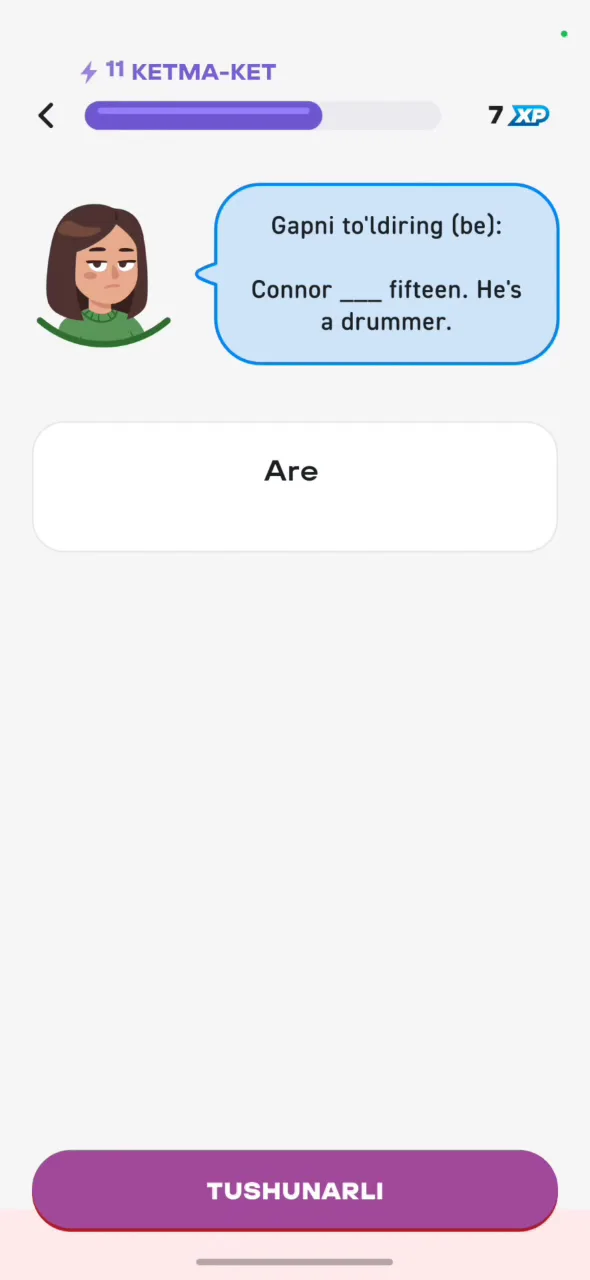 11 KETMA-KET
7 XP
Gapni to'ldiring (be):
Connor ___ fifteen. He's
a drummer.
Are
TUSHUNARLI